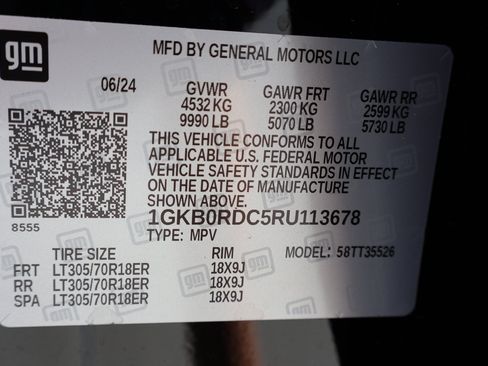 gm
MFD BY GENERAL MOTORS LLC
06/24 GVWR GAWR FRT GAWR RR
4532 KG 2300 KG 2599 KG
9990 LB 5070 LB 5730 LB
THIS VEHICLE CONFORMS TO ALL
APPLICABLE U.S. FEDERAL MOTOR
VEHICLE SAFETY STANDARDS IN EFFECT
ON THE DATE OF MANUFACTURE
SHOWN ABOVE.
8555 1GKB0RDC5RU113678
TYPE: MPV
TIRE SIZE RIM MODEL: 58TT35526
FRT LT305/70R18ER 18X9J
RR LT305/70R18ER 18X9J
SPA LT305/70R18ER 18X9J